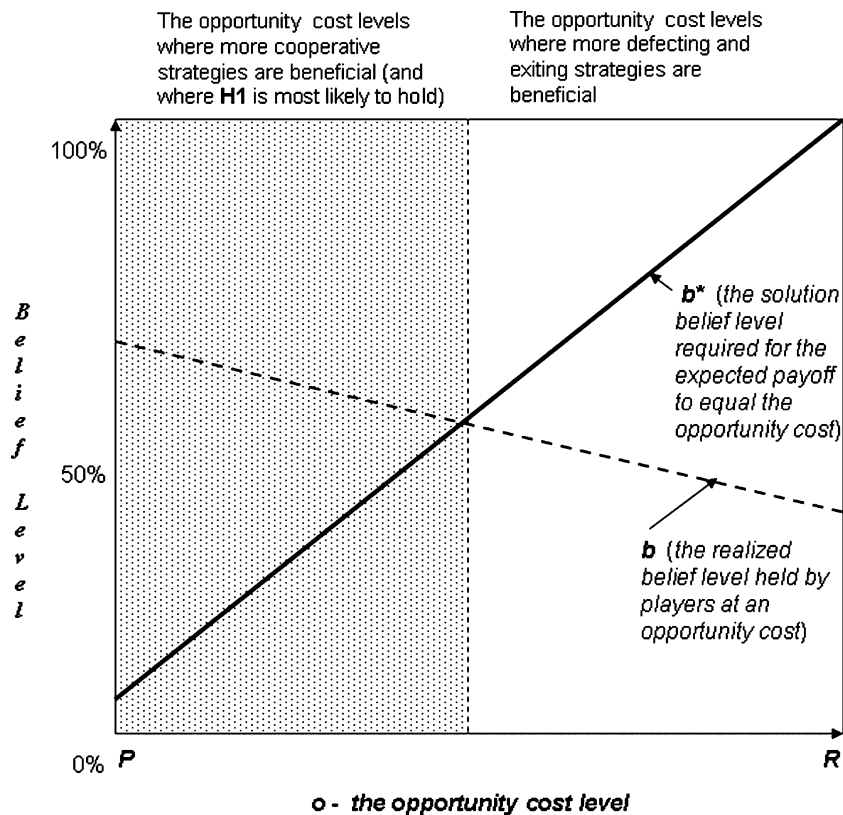 The opportunity cost levels
where more cooperative
strategies are beneficial (and
where H1 is most likely to hold)
The opportunity cost levels
where more defecting and
exiting strategies are
beneficial
100%
50%
0%
Belief Level
b* (the solution
belief level
required for the
expected payoff
to equal the
opportunity cost)
b (the realized
belief level held by
players at an
opportunity cost)
P
R
o - the opportunity cost level